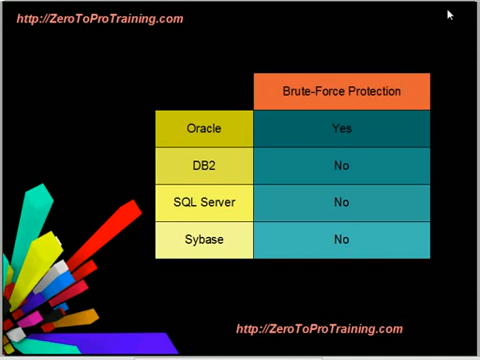 http://ZeroToProTraining.com
Brute-Force Protection
Oracle Yes
DB2 No
SQL Server No
Sybase No
http://ZeroToProTraining.com